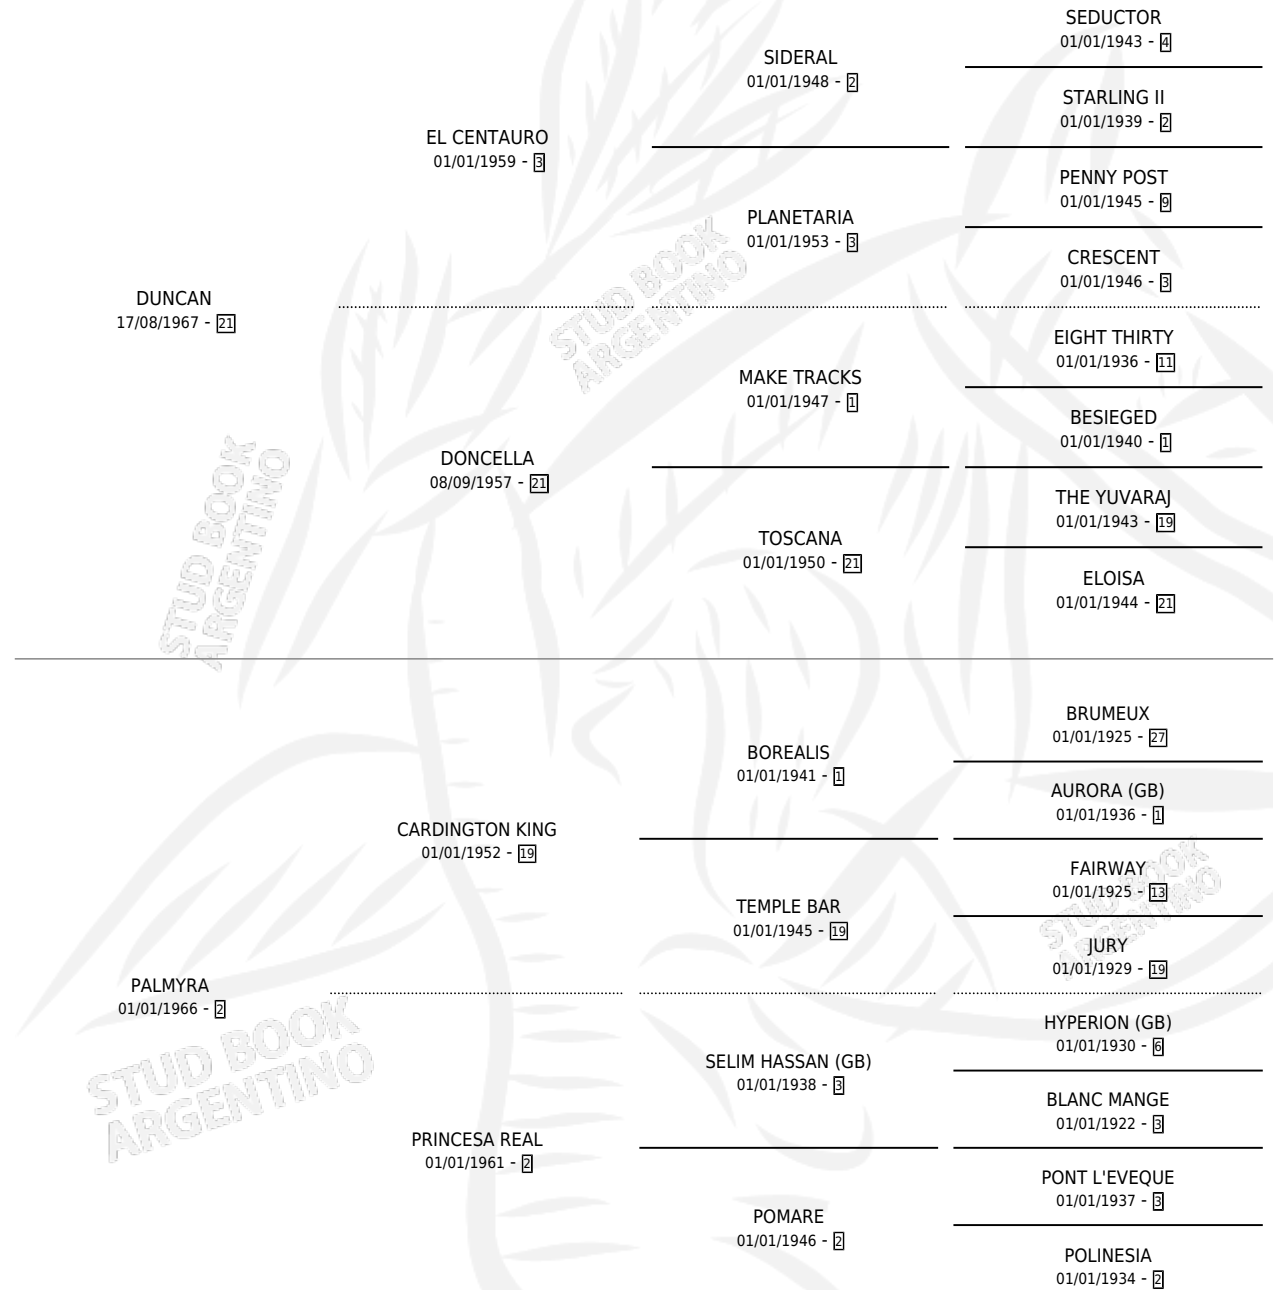 SEDUCTOR
01/01/1943 - 4
SIDERAL
01/01/1948 - 2
STARLING II
01/01/1939 - 2
EL CENTAURO
01/01/1959 - 3
PENNY POST
01/01/1945 - 9
PLANETARIA
01/01/1953 - 3
CRESCENT
01/01/1946 - 3
DUNCAN
17/08/1967 - 21
STUD BOOK
ARGENTINO
EIGHT THIRTY
01/01/1936 - 11
MAKE TRACKS
01/01/1947 - 1
BESIEGED
01/01/1940 - 1
DONCELLA
08/09/1957 - 21
THE YUVARAJ
01/01/1943 - 19
TOSCANA
01/01/1950 - 21
ELOISA
01/01/1944 - 21
STUD BOOK
ARGENTINO
BRUMEUX
01/01/1925 - 27
BOREALIS
01/01/1941 - 1
AURORA (GB)
01/01/1936 - 1
CARDINGTON KING
01/01/1952 - 19
FAIRWAY
01/01/1925 - 13
TEMPLE BAR
01/01/1945 - 19
JURY
01/01/1929 - 19
STUD BOOK
ARGENTINO
PALMYRA
01/01/1966 - 2
HYPERION (GB)
01/01/1930 - 6
SELIM HASSAN (GB)
01/01/1938 - 3
BLANC MANGE
01/01/1922 - 3
STUD BOOK
ARGENTINO
PRINCESA REAL
01/01/1961 - 2
PONT L'EVEQUE
01/01/1937 - 3
POMARE
01/01/1946 - 2
POLINESIA
01/01/1934 - 2